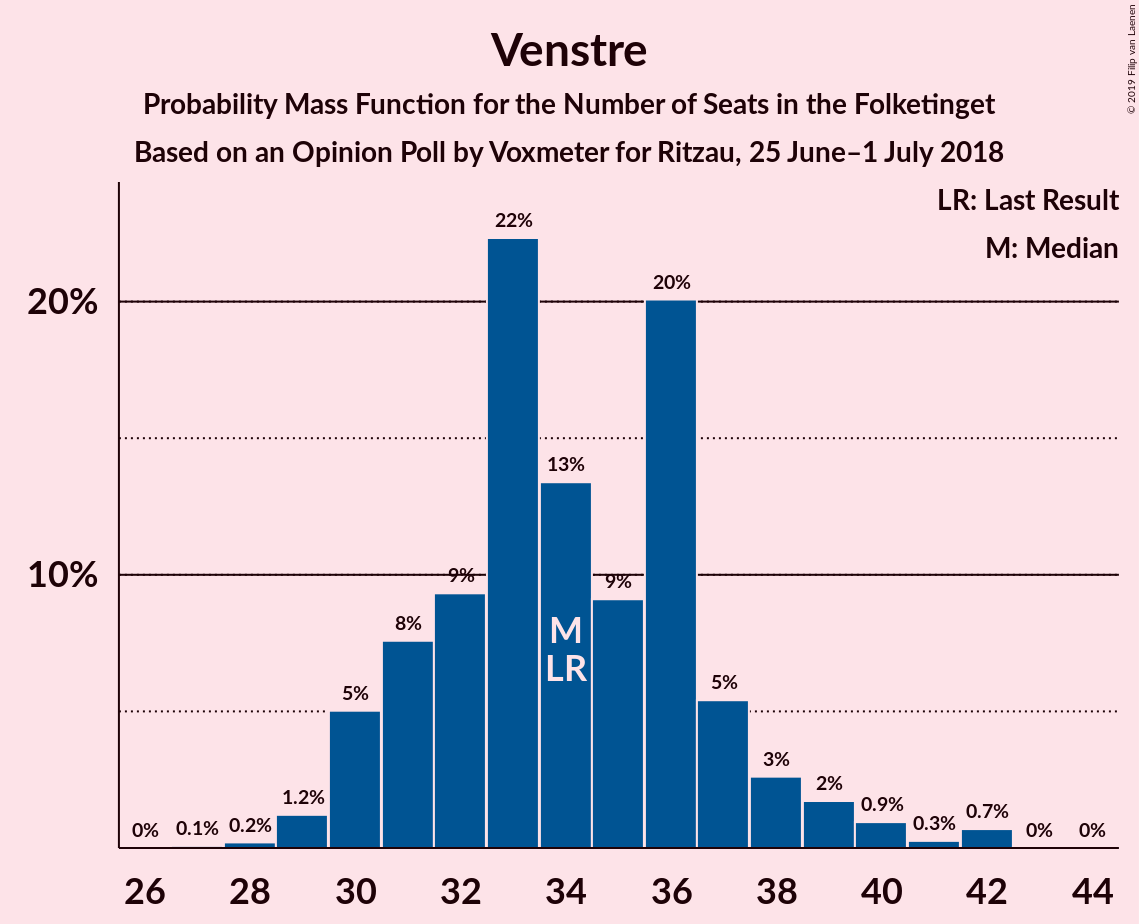 Venstre
Probability Mass Function for the Number of Seats in the Folketinget
Based on an Opinion Poll by Voxmeter for Ritzau, 25 June–1 July 2018
© 2019 Filip van Laenen
LR: Last Result
M: Median
20%
10%
0%
0.1%
0.2%
1.2%
5%
8%
9%
22%
13%
9%
20%
5%
3%
2%
0.9%
0.3%
0.7%
0%
0%
M
LR
26 28 30 32 34 36 38 40 42 44